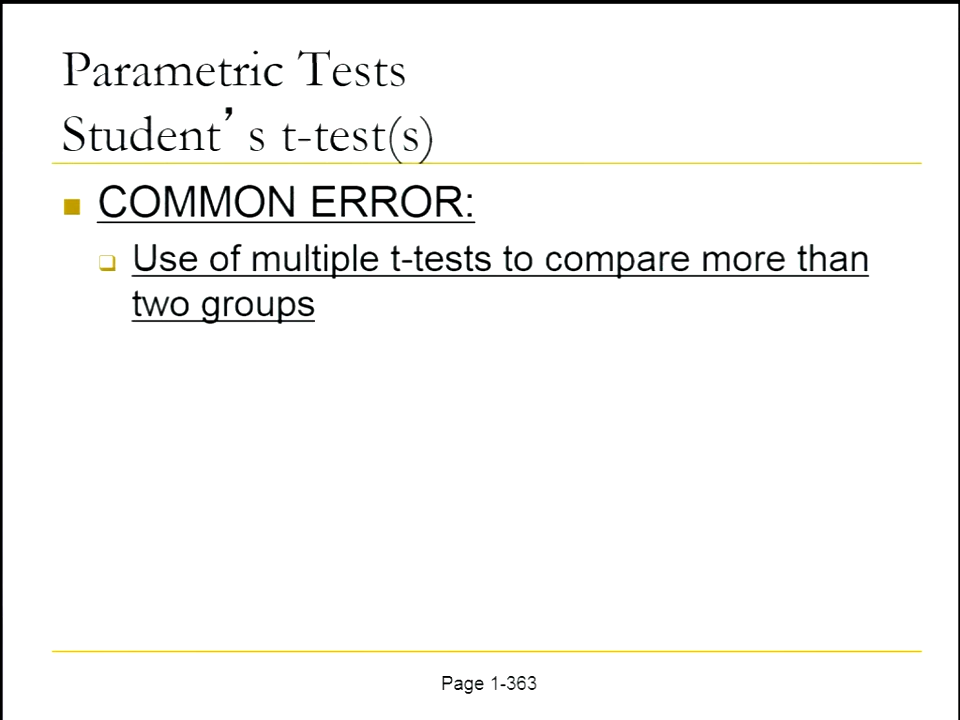 Parametric Tests
Student’s t-test(s)
COMMON ERROR:
Use of multiple t-tests to compare more than
two groups
Page 1-363